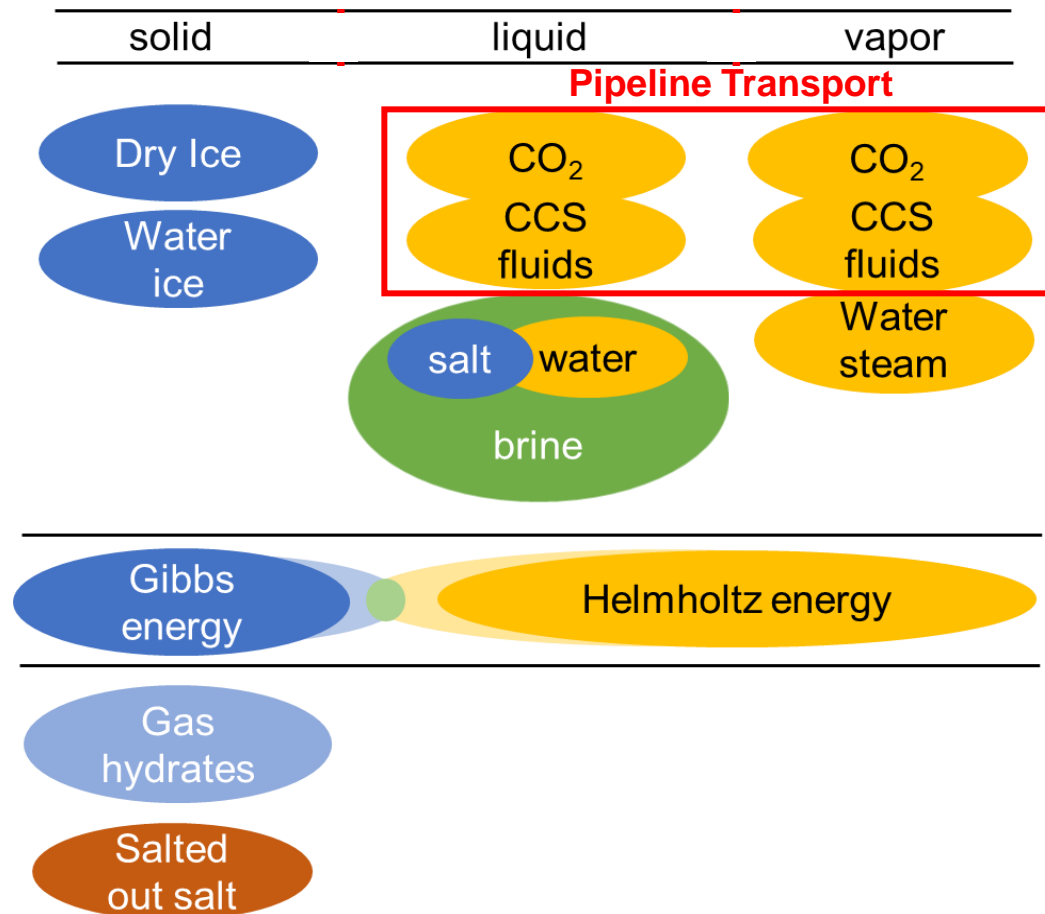 solid liquid vapor
Pipeline Transport
Dry Ice
CO₂
CO₂
Water
ice
CCS
fluids
CCS
fluids
salt
water
Water
steam
brine
Gibbs
energy
Helmholtz energy
Gas
hydrates
Salted
out salt